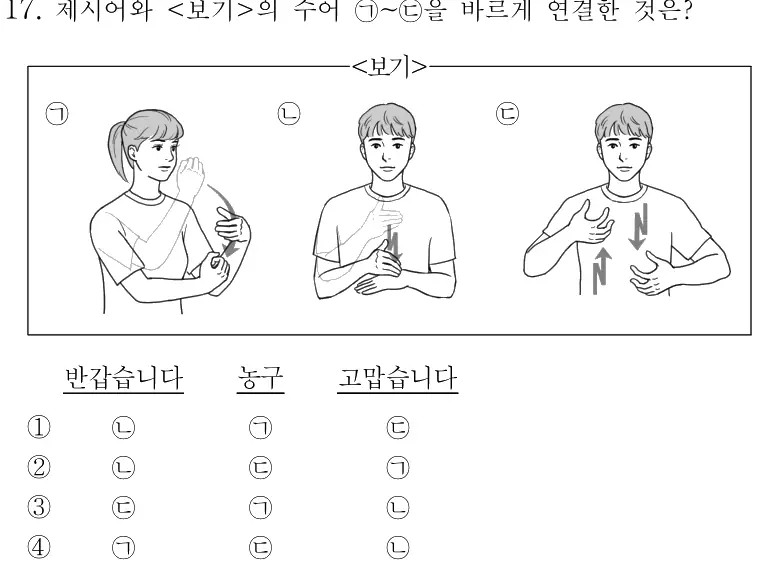 17. 제시어와 <보기>의 수어 ㉠~㉢을 바르게 연결한 것은?
<보기>
㉠ ㉡ ㉢
반갑습니다 농구 고맙습니다
① ㉡ ㉠ ㉢
② ㉡ ㉢ ㉠
③ ㉢ ㉠ ㉡
④ ㉠ ㉢ ㉡